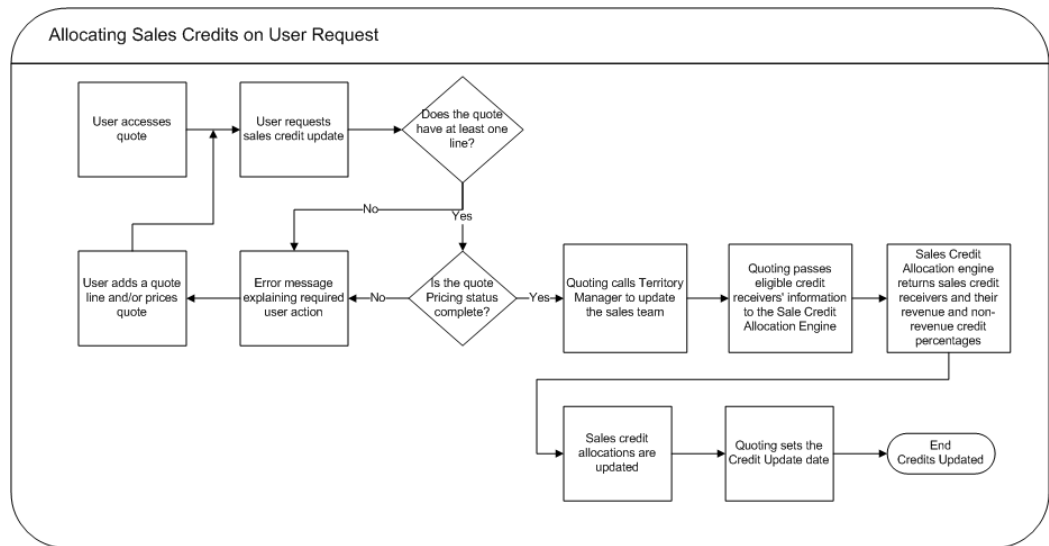 Allocating Sales Credits on User Request
User accesses
quote
User requests
sales credit update
Does the quote
have at least one
line?
No
Yes
User adds a quote
line and/or prices
quote
Error message
explaining required
user action
No
Is the quote
Pricing status
complete?
Yes
Quoting calls Territory
Manager to update
the sales team
Quoting passes
eligible credit
receivers' information
to the Sale Credit
Allocation Engine
Sales Credit
Allocation engine
returns sales credit
receivers and their
revenue and non-
revenue credit
percentages
Sales credit
allocations are
updated
Quoting sets the
Credit Update date
End
Credits Updated